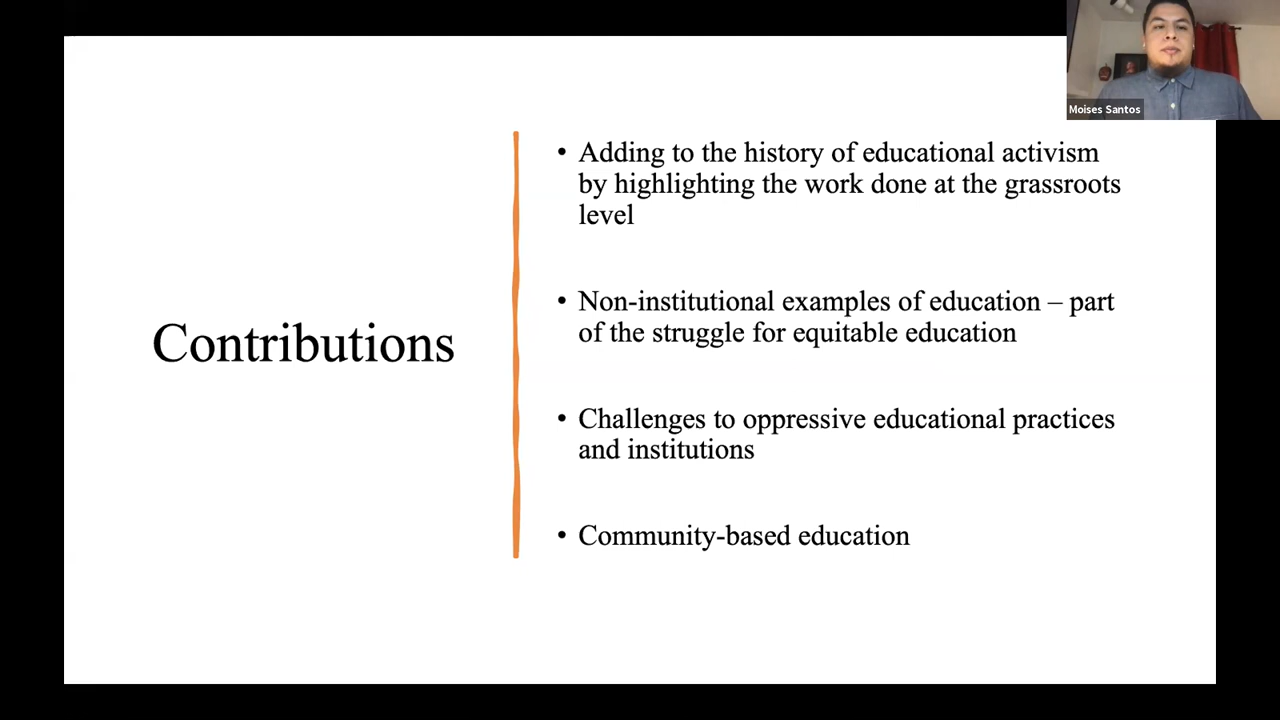 Moises Santos
Contributions
• Adding to the history of educational activism
by highlighting the work done at the grassroots
level
• Non-institutional examples of education – part
of the struggle for equitable education
• Challenges to oppressive educational practices
and institutions
• Community-based education